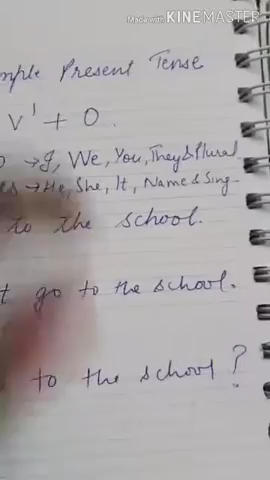 Made with KINEMASTER
mple Present Tense
V¹ + O.
→ I, We, You, They & Plural
→ He, She, It, Name & Sing-
to the school.
t go to the school.
to the school?